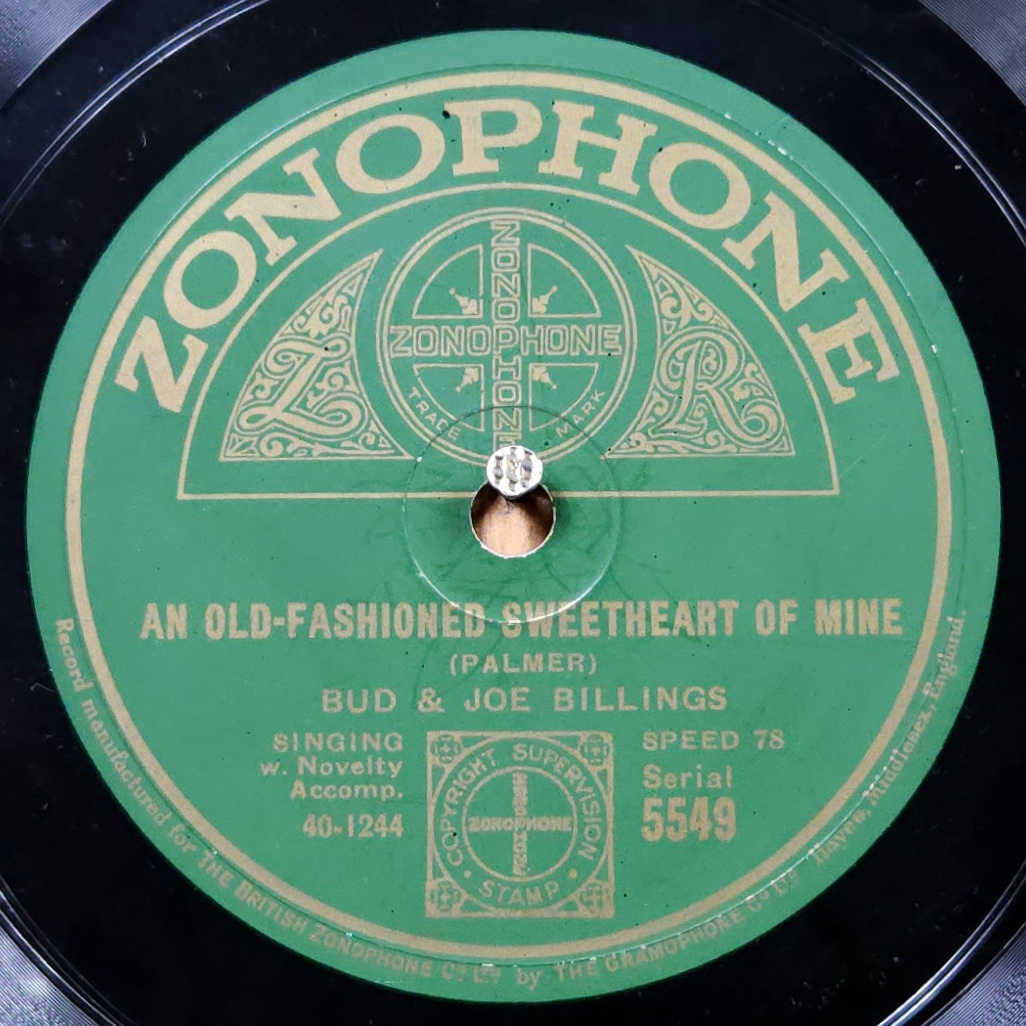 ZONOPHONE
ZONOPHONE
ZONOPHONE
Z
R
TRADE MARK
AN OLD-FASHIONED SWEETHEART OF MINE
(PALMER)
BUD & JOE BILLINGS
SINGING
w. Novelty
Accomp.
40-1244
COPYRIGHT SUPERVISION
ZONOPHONE
ZONOPHONE
STAMP
SPEED 78
Serial
5549
Record manufactured for THE BRITISH ZONOPHONE Co Ltd by THE GRAMOPHONE Co Ltd Hayes, Middlesex, England.